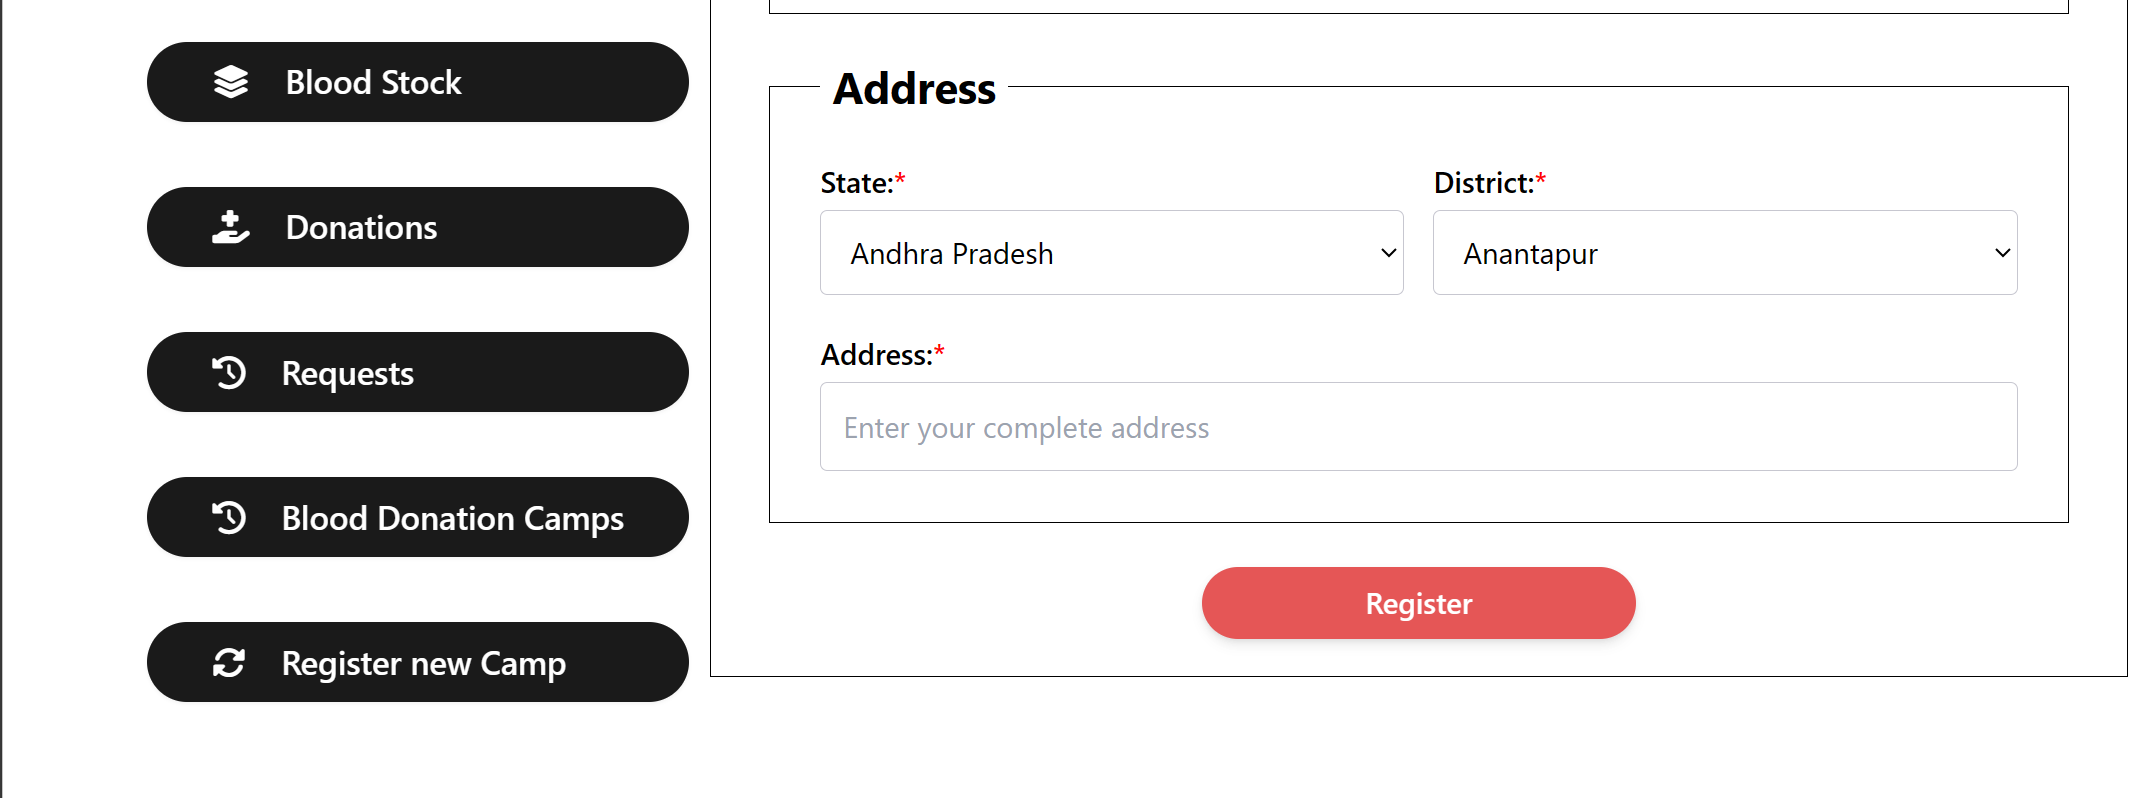 Blood Stock
Donations
Requests
Blood Donation Camps
Register new Camp
Address
State:*
District:*
Andhra Pradesh
Anantapur
Address:*
Enter your complete address
Register